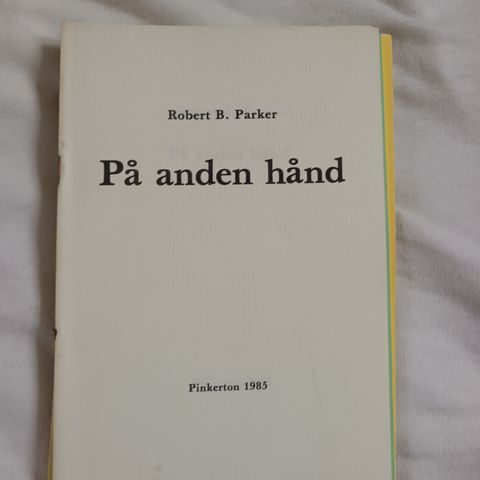 Robert B. Parker
På anden hånd
Pinkerton 1985